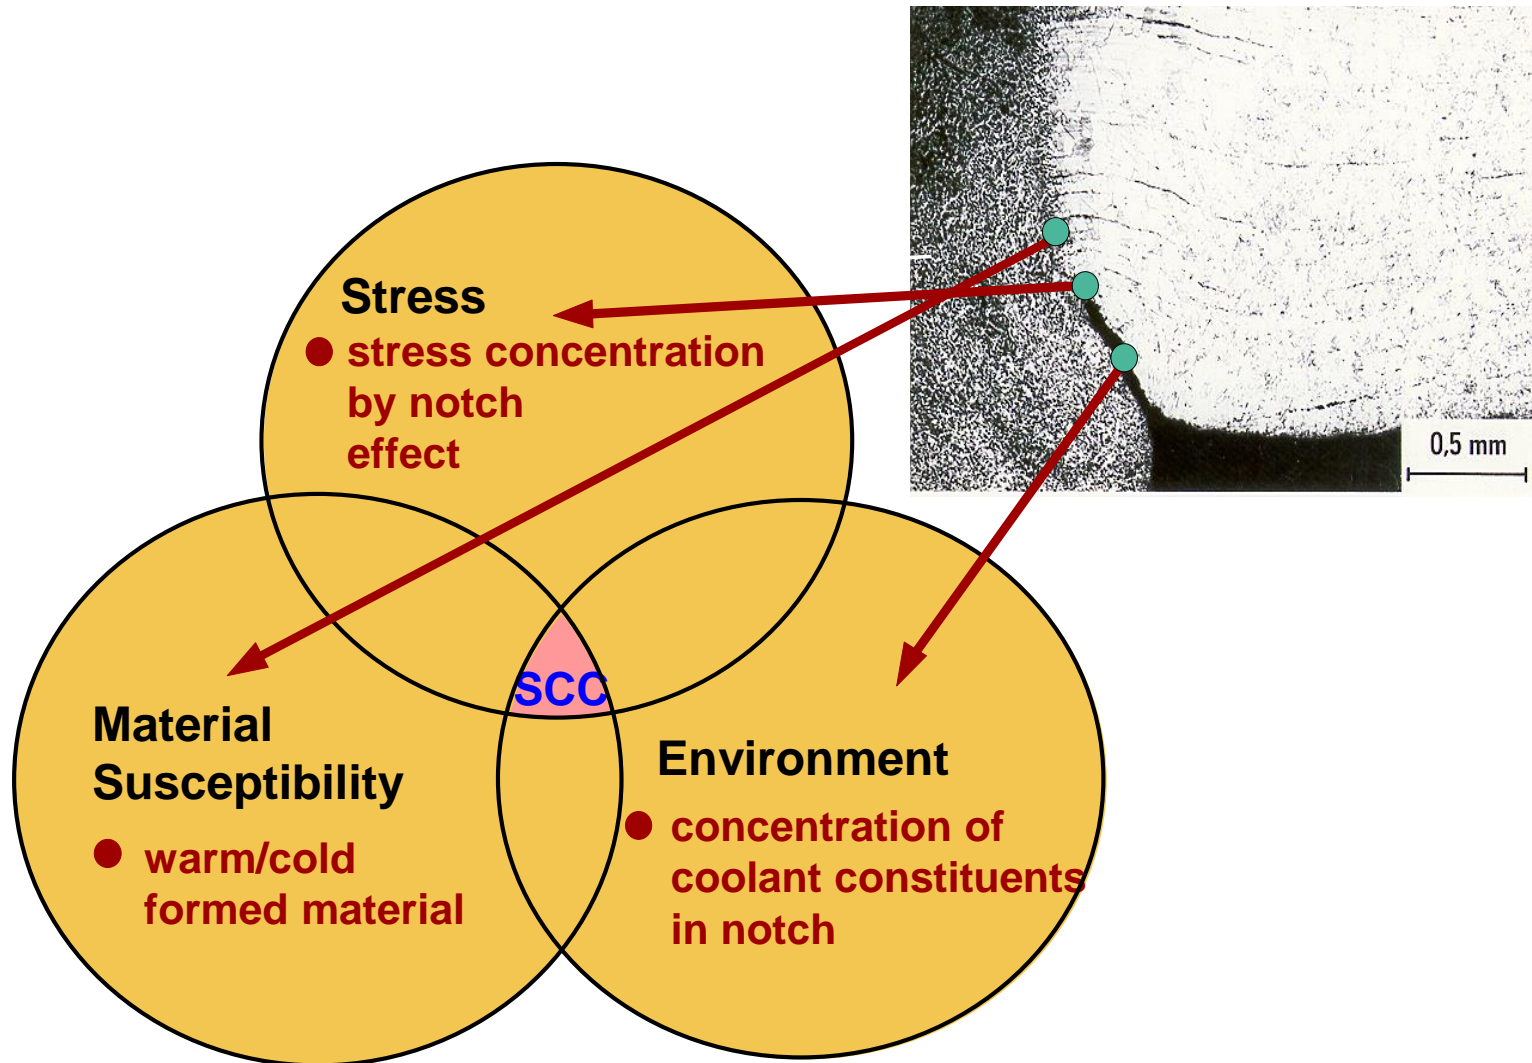 0,5 mm
Stress
● stress concentration
by notch
effect
SCC
Material
Susceptibility
● warm/cold
formed material
Environment
● concentration of
coolant constituents
in notch